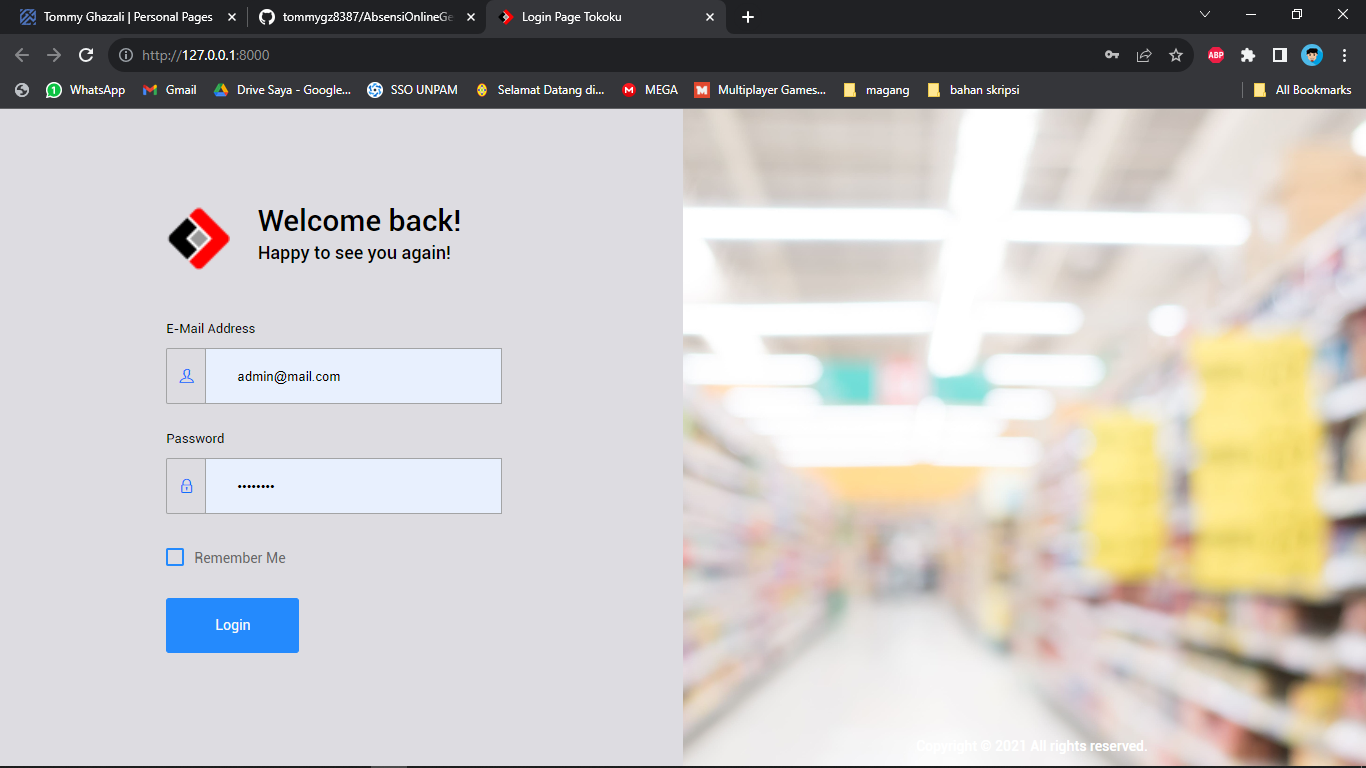 Tommy Ghazali | Personal Pages
tommygz8387/AbsensiOnlineGe
Login Page Tokoku
http://127.0.0.1:8000
ABP
WhatsApp
Gmail
Drive Saya - Google...
SSO UNPAM
Selamat Datang di...
MEGA
Multiplayer Games...
magang
bahan skripsi
All Bookmarks
Welcome back!
Happy to see you again!
E-Mail Address
admin@mail.com
Password
••••••••
Remember Me
Login
Copyright © 2021 All rights reserved.